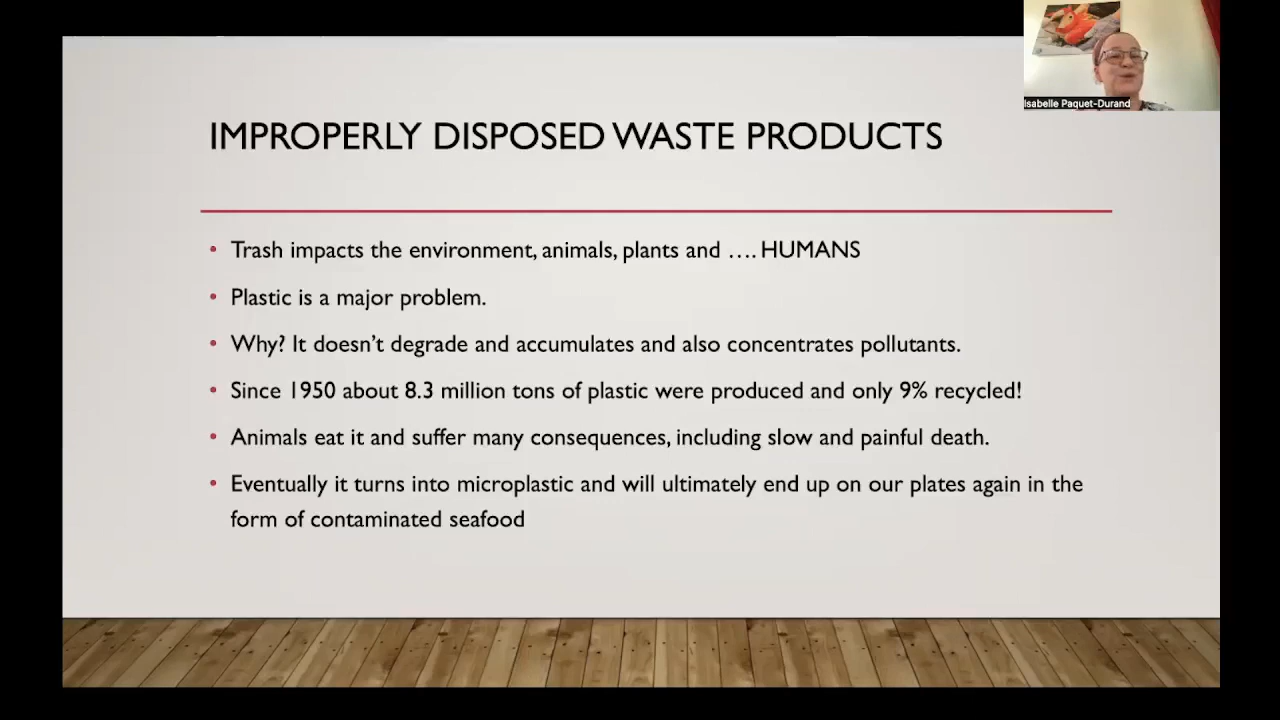 Isabelle Paquet-Durand
IMPROPERLY DISPOSED WASTE PRODUCTS
• Trash impacts the environment, animals, plants and …. HUMANS
• Plastic is a major problem.
• Why? It doesn't degrade and accumulates and also concentrates pollutants.
• Since 1950 about 8.3 million tons of plastic were produced and only 9% recycled!
• Animals eat it and suffer many consequences, including slow and painful death.
• Eventually it turns into microplastic and will ultimately end up on our plates again in the
form of contaminated seafood